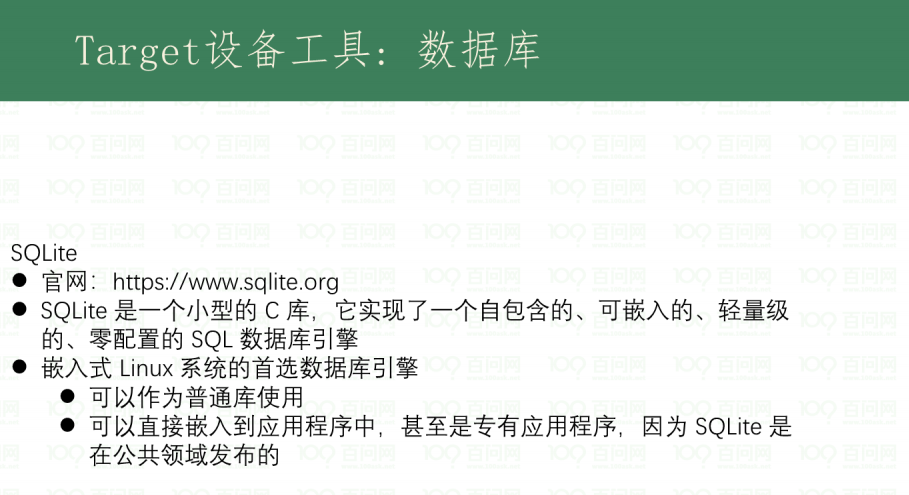 Target设备工具：数据库
SQLite
● 官网：https://www.sqlite.org
● SQLite 是一个小型的 C 库，它实现了一个自包含的、可嵌入的、轻量级
的、零配置的 SQL 数据库引擎
● 嵌入式 Linux 系统的首选数据库引擎
● 可以作为普通库使用
● 可以直接嵌入到应用程序中，甚至是专有应用程序，因为 SQLite 是
在公共领域发布的